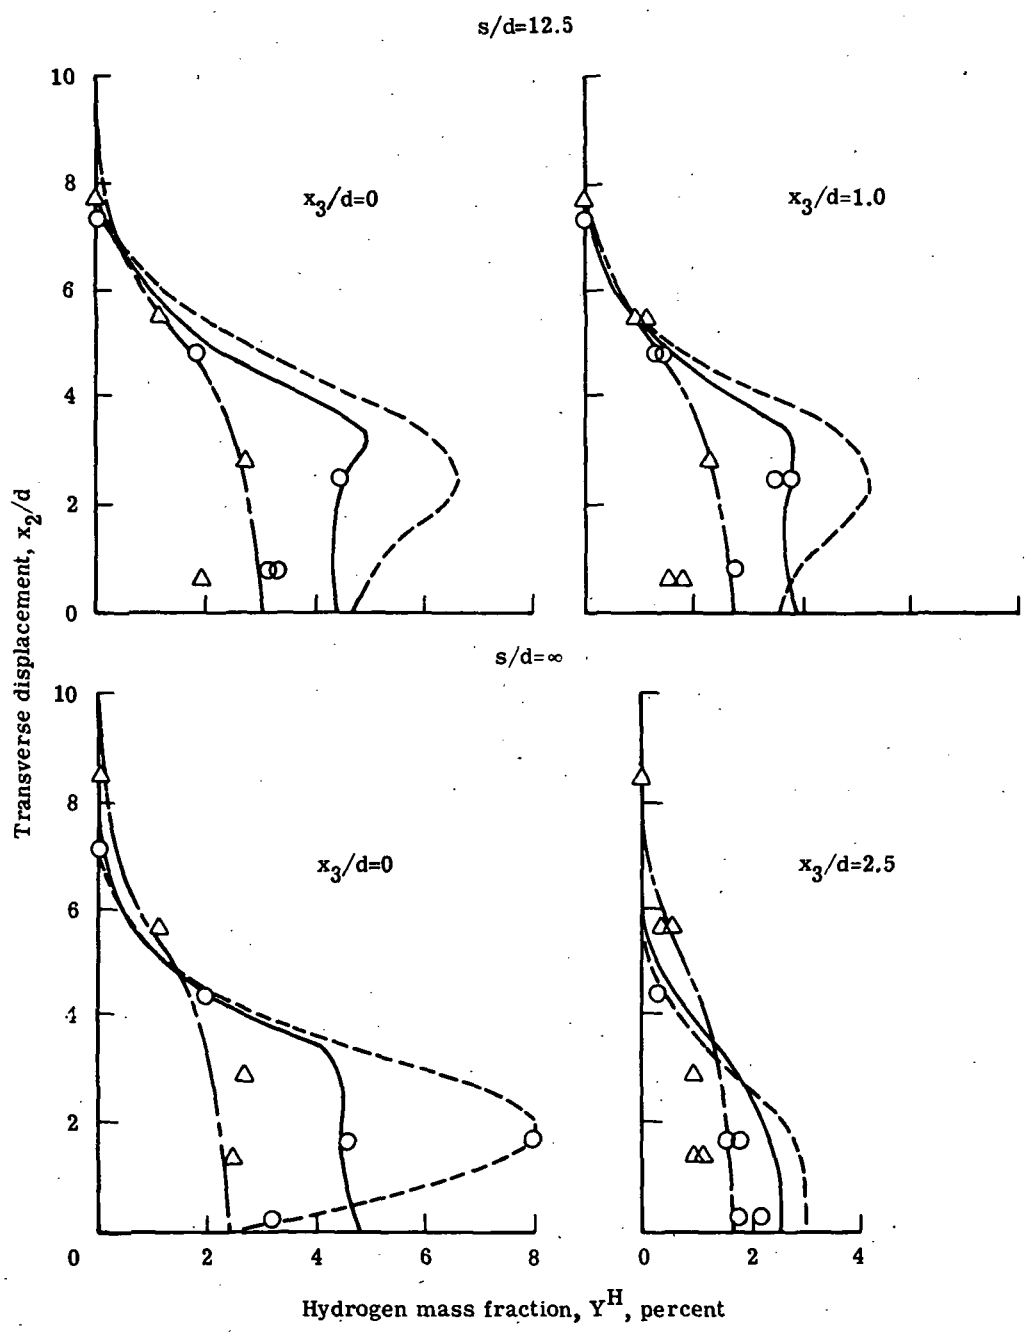 s/d=12.5
10
8
6
4
2
0
x3/d=0
x3/d=1.0
Transverse displacement, x2/d
s/d=∞
10
8
6
4
2
0
2
4
6
8
x3/d=0
x3/d=2.5
0
2
4
Hydrogen mass fraction, Y^H, percent